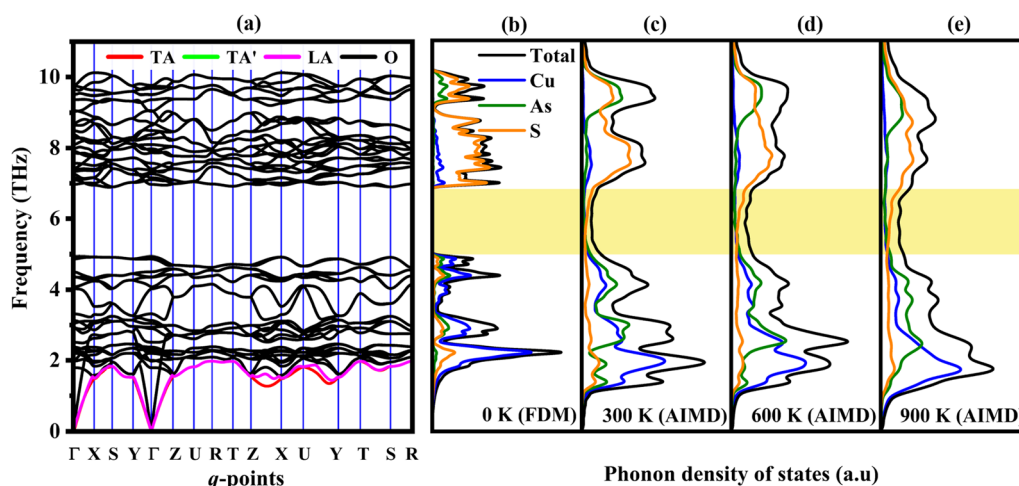 (a)
(b)
(c)
(d)
(e)
TA
TA'
LA
O
Total
Cu
As
S
10
8
6
4
2
0
Frequency (THz)
0 K (FDM)
300 K (AIMD)
600 K (AIMD)
900 K (AIMD)
Γ X S Y Γ Z U R T Z X U Y T S R
q-points
Phonon density of states (a.u)